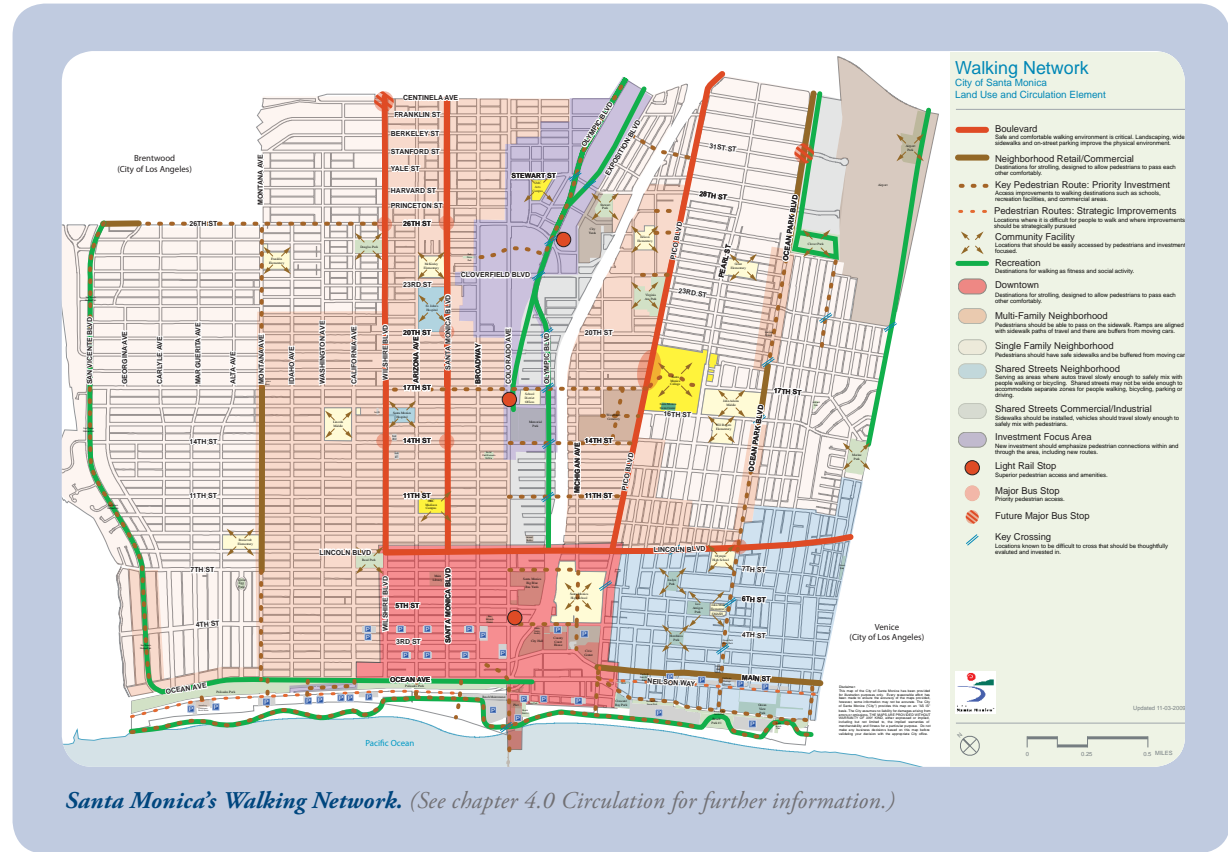 Walking Network
City of Santa Monica
Land Use and Circulation Element
Boulevard
Safe and comfortable walking environment is critical. Landscaping, wide
sidewalks and on-street parking improve the physical environment.
Neighborhood Retail/Commercial
Destinations for strolling, designed to allow pedestrians to pass each
other comfortably.
Key Pedestrian Route: Priority Investment
Access improvements to walking destinations such as schools,
recreation facilities, and commercial areas.
Pedestrian Routes: Strategic Improvements
Locations where it is difficult for people to walk and where improvements
should be strategically pursued
Community Facility
Locations that should be easily accessed by pedestrians and investment
focused.
Recreation
Destinations for walking as fitness and social activity.
Downtown
Destinations for strolling, designed to allow pedestrians to pass each
other comfortably.
Multi-Family Neighborhood
Pedestrians should be able to pass on the sidewalk. Ramps are aligned
with sidewalk paths of travel and there are buffers from moving cars.
Single Family Neighborhood
Pedestrians should have safe sidewalks and be buffered from moving car
Shared Streets Neighborhood
Serving as areas where autos travel slowly enough to safely mix with
people walking or bicycling. Shared streets may not be wide enough to
accommodate separate zones for people walking, bicycling, parking or
driving.
Shared Streets Commercial/Industrial
Sidewalks should be installed, vehicles should travel slowly enough to
safely mix with pedestrians.
Investment Focus Area
New investment should emphasize pedestrian connections within and
through the area, including new routes.
Light Rail Stop
Superior pedestrian access and amenities.
Major Bus Stop
Priority pedestrian access.
Future Major Bus Stop
Key Crossing
Locations known to be difficult to cross that should be thoughtfully
evaluted and invested in.
Santa Monica
Updated 11-03-2008
0 0.25 0.5 MILES
Brentwood
(City of Los Angeles)
Venice
(City of Los Angeles)
Pacific Ocean
CENTINELA AVE
FRANKLIN ST
BERKELEY ST
STANFORD ST
YALE ST
HARVARD ST
PRINCETON ST
26TH ST
26TH ST
STEWART ST
OLYMPIC BLVD
EXPOSITION BLVD
31ST ST
28TH ST
CLOVERFIELD BLVD
23RD ST
23RD ST
20TH ST
20TH ST
17TH ST
17TH ST
16TH ST
14TH ST
14TH ST
14TH ST
11TH ST
11TH ST
11TH ST
LINCOLN BLVD
LINCOLN BLVD
7TH ST
7TH ST
6TH ST
5TH ST
4TH ST
4TH ST
3RD ST
OCEAN AVE
OCEAN AVE
NEILSON WAY
MAIN ST
SAN VICENTE BLVD
GEORGINA AVE
CARLYLE AVE
MARGUERITA AVE
ALTA AVE
MONTANA AVE
MONTANA AVE
IDAHO AVE
WASHINGTON AVE
CALIFORNIA AVE
WILSHIRE BLVD
WILSHIRE BLVD
ARIZONA AVE
SANTA MONICA BLVD
SANTA MONICA BLVD
BROADWAY
COLORADO AVE
OLYMPIC BLVD
MICHIGAN AVE
PICO BLVD
PICO BLVD
PEARL ST
OCEAN PARK BLVD
OCEAN PARK BLVD
Santa Monica's Walking Network. (See chapter 4.0 Circulation for further information.)